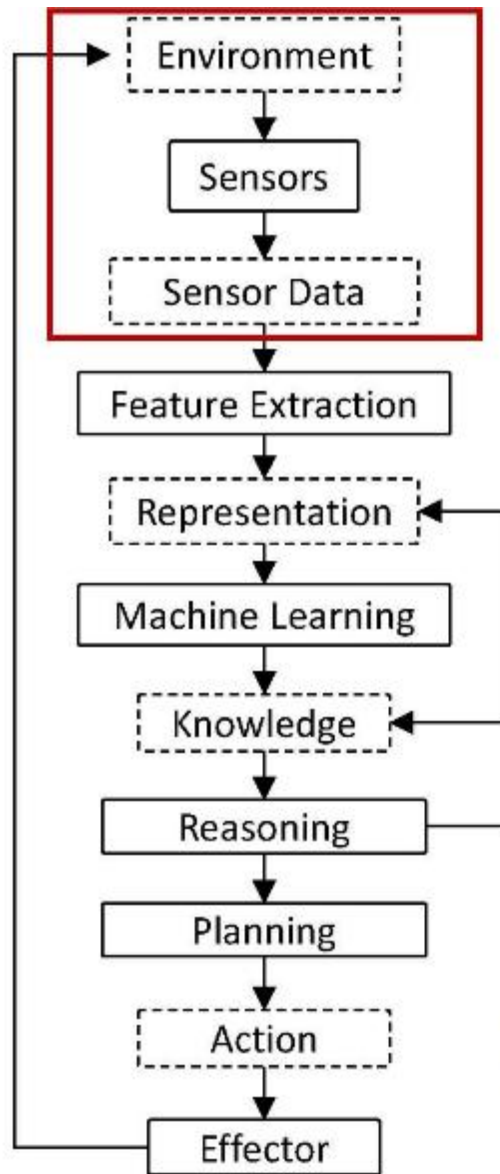 Environment
Sensors
Sensor Data
Feature Extraction
Representation
Machine Learning
Knowledge
Reasoning
Planning
Action
Effector